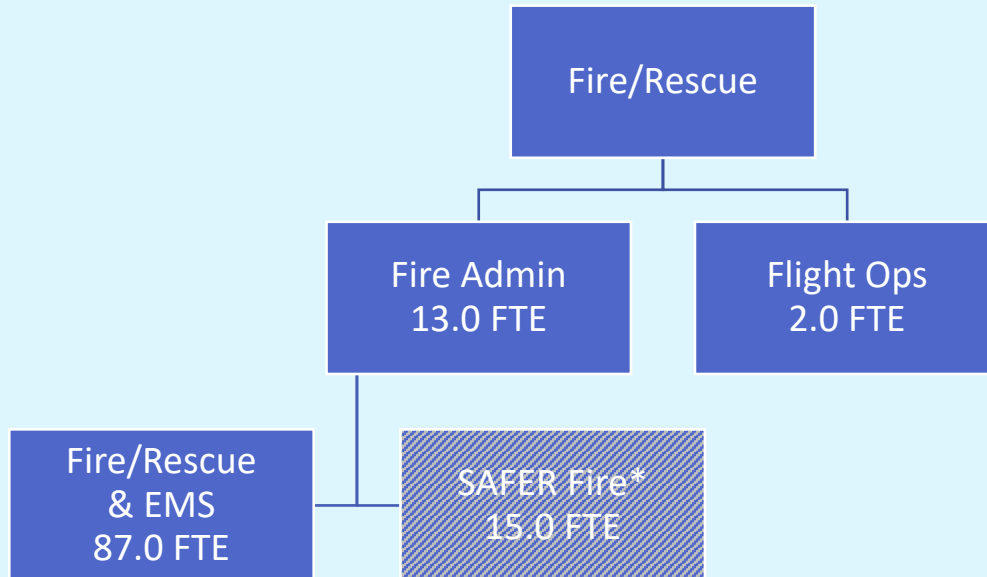 Fire/Rescue
Fire Admin
13.0 FTE
Flight Ops
2.0 FTE
Fire/Rescue
& EMS
87.0 FTE
SAFER Fire*
15.0 FTE